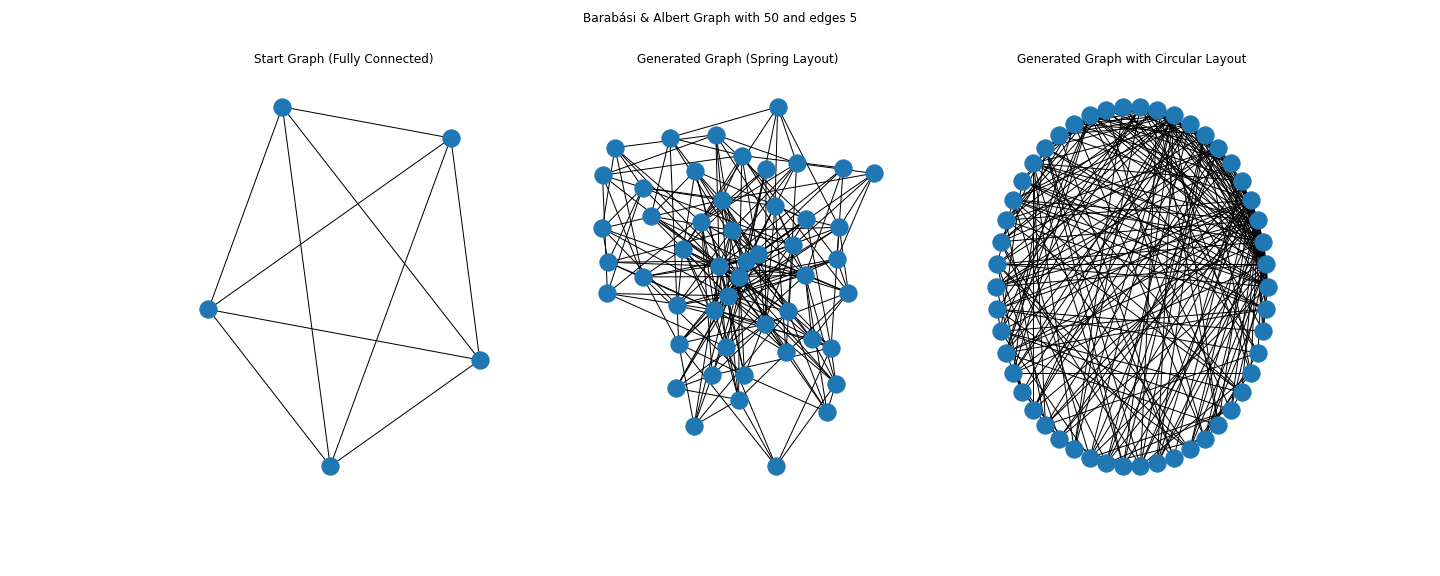 Barabási & Albert Graph with 50 and edges 5
Start Graph (Fully Connected)
Generated Graph (Spring Layout)
Generated Graph with Circular Layout